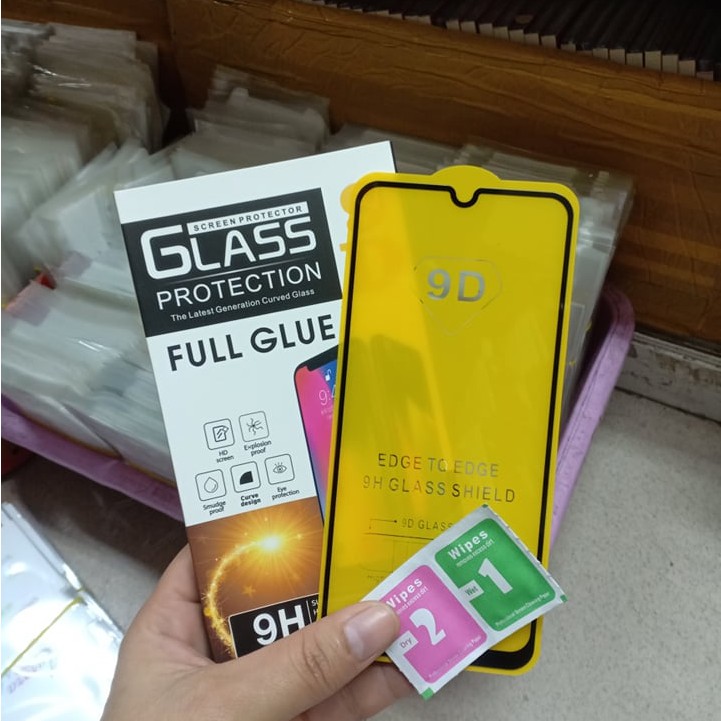 SCREEN PROTECTOR
GLASS
PROTECTION
The Latest Generation Curved Glass
FULL GLUE
HD
screen
Explosion
proof
Smudge
proof
Curve
design
Eye
protection
9H
9D
EDGE TO EDGE
9H GLASS SHIELD
9D GLASS
Wipes
Wet
1
Wipes
Dry
2